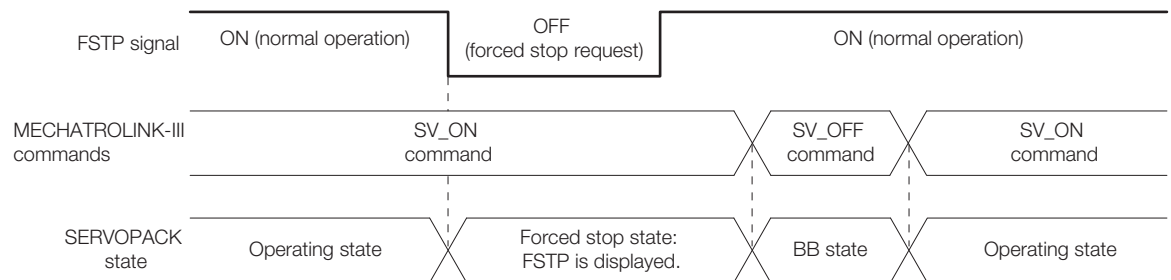 FSTP signal
ON (normal operation)
OFF
(forced stop request)
ON (normal operation)
MECHATROLINK-III
commands
SV_ON
command
SV_OFF
command
SV_ON
command
SERVOPACK
state
Operating state
Forced stop state:
FSTP is displayed.
BB state
Operating state